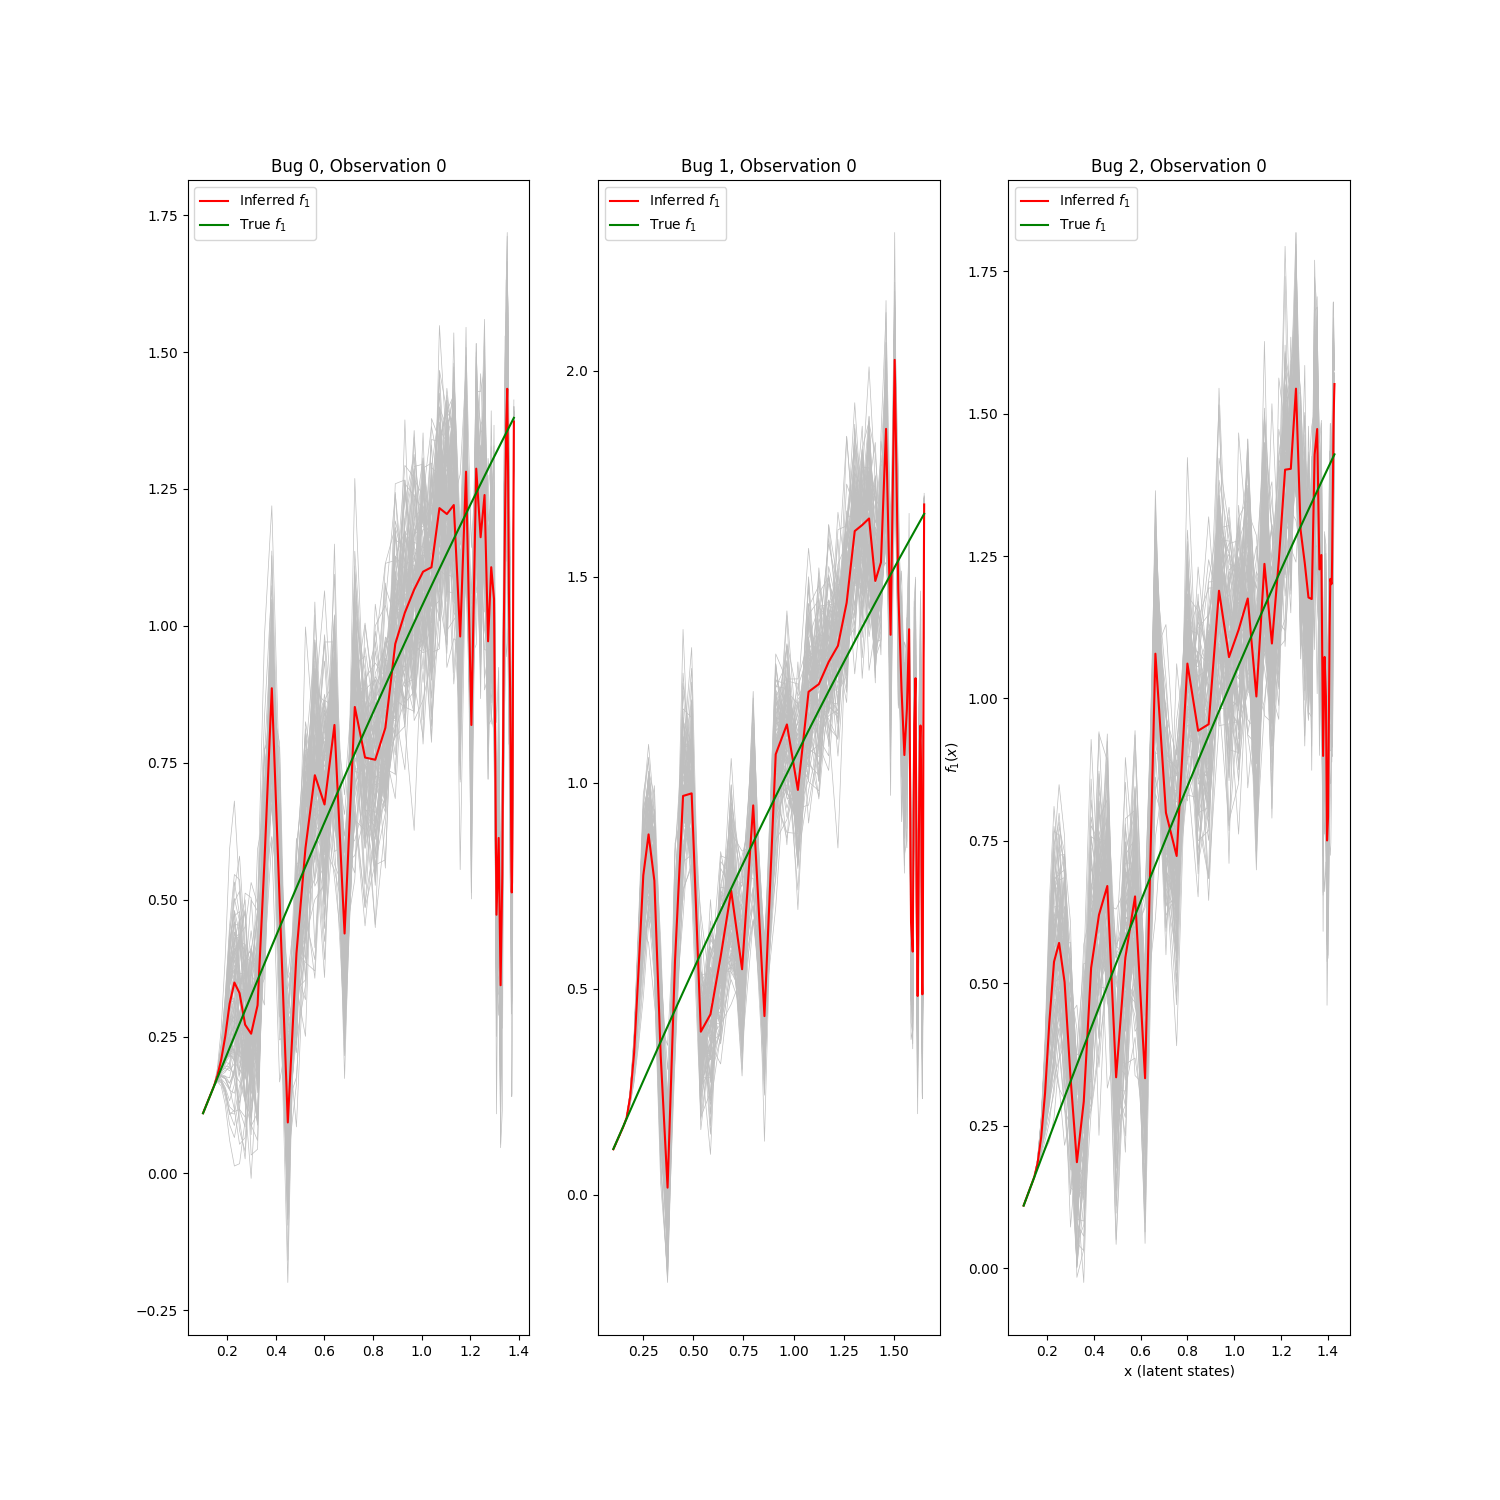 Bug 0, Observation 0
Inferred f₁
True f₁
1.75
1.50
1.25
1.00
0.75
0.50
0.25
0.00
−0.25
0.2 0.4 0.6 0.8 1.0 1.2 1.4
Bug 1, Observation 0
Inferred f₁
True f₁
2.0
1.5
1.0
0.5
0.0
0.25 0.50 0.75 1.00 1.25 1.50
Bug 2, Observation 0
Inferred f₁
True f₁
f₁(x)
1.75
1.50
1.25
1.00
0.75
0.50
0.25
0.00
0.2 0.4 0.6 0.8 1.0 1.2 1.4
x (latent states)